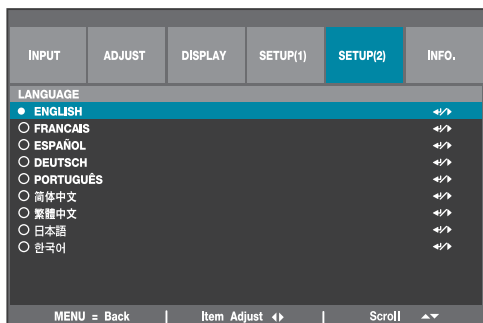 INPUT ADJUST DISPLAY SETUP(1) SETUP(2) INFO.
LANGUAGE
ENGLISH
FRANCAIS
ESPAÑOL
DEUTSCH
PORTUGUÊS
简体中文
繁體中文
日本語
한국어
MENU = Back | Item Adjust | Scroll